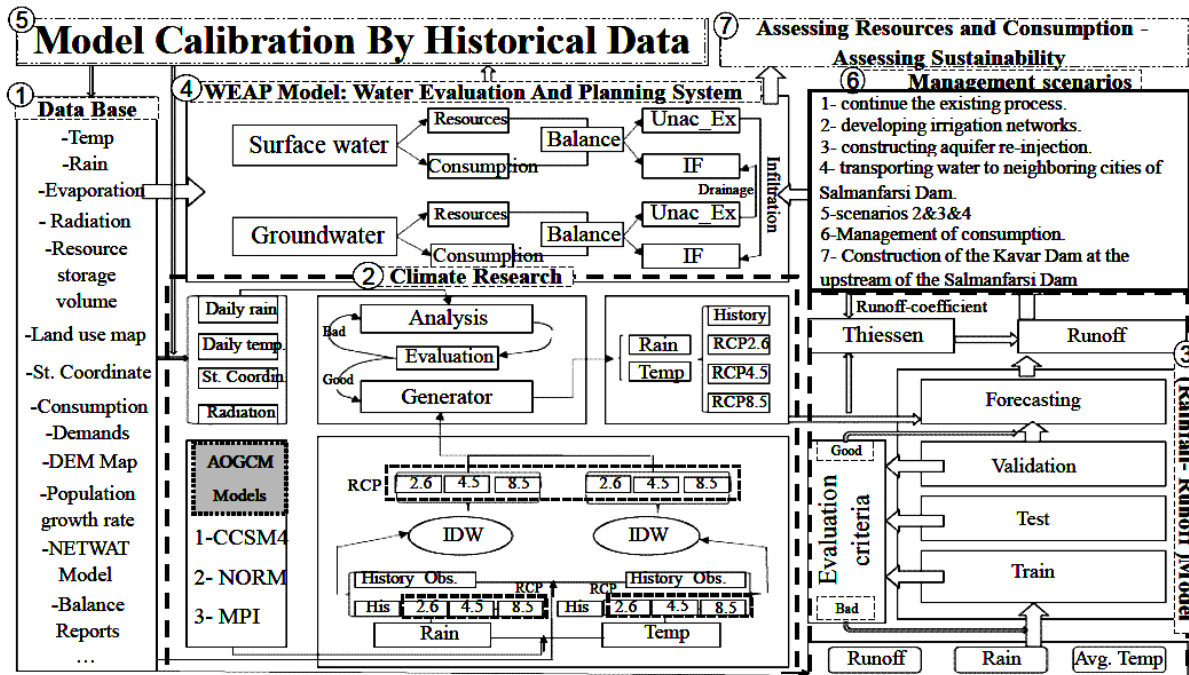 5
Model Calibration By Historical Data
7
Assessing Resources and Consumption -
Assessing Sustainability
1
Data Base
-Temp
-Rain
-Evaporation
- Radiation
-Resource
storage
volume
-Land use map
-St. Coordinate
-Consumption
-Demands
-DEM Map
-Population
growth rate
-NETWAT
Model
-Balance
Reports
...
4
WEAP Model: Water Evaluation And Planning System
Surface water
Resources
Consumption
Balance
Unac_Ex
IF
Drainage
Infiltration
Groundwater
Resources
Consumption
Balance
Unac_Ex
IF
6
Management scenarios
1- continue the existing process.
2- developing irrigation networks.
3- constructing aquifer re-injection.
4- transporting water to neighboring cities of
Salmanfarsi Dam.
5-scenarios 2&3&4
6-Management of consumption.
7- Construction of the Kavar Dam at the
upstream of the Salmanfarsi Dam
2
Climate Research
Daily rain
Daily temp.
St. Coordin.
Radiation
Analysis
Bad
Evaluation
Good
Generator
Rain
Temp
History
RCP2.6
RCP4.5
RCP8.5
AOGCM
Models
1-CCSM4
2- NORM
3- MPI
RCP
2.6
4.5
8.5
2.6
4.5
8.5
IDW
IDW
History Obs.
RCP
RCP
History Obs.
His
2.6
4.5
8.5
His
2.6
4.5
8.5
Rain
Temp
Runoff-coefficient
Thiessen
Runoff
3
(Rainfall- Runoff (Model
Forecasting
Validation
Test
Train
Good
Evaluation
criteria
Bad
Runoff
Rain
Avg. Temp